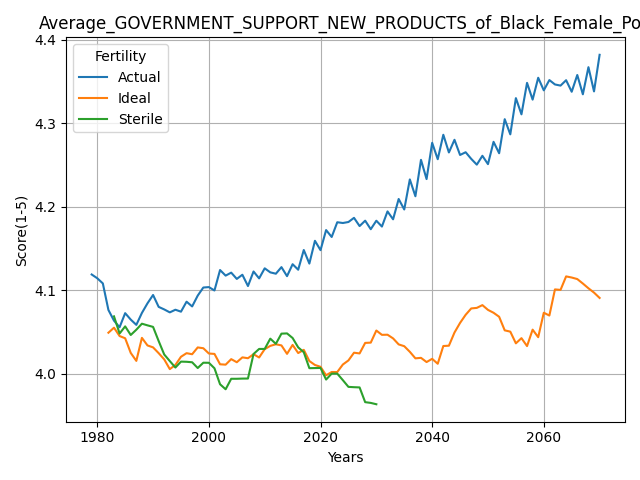 Average_GOVERNMENT_SUPPORT_NEW_PRODUCTS_of_Black_Female_Po
Fertility
Actual
Ideal
Sterile
Score(1-5)
4.4
4.3
4.2
4.1
4.0
1980 2000 2020 2040 2060
Years